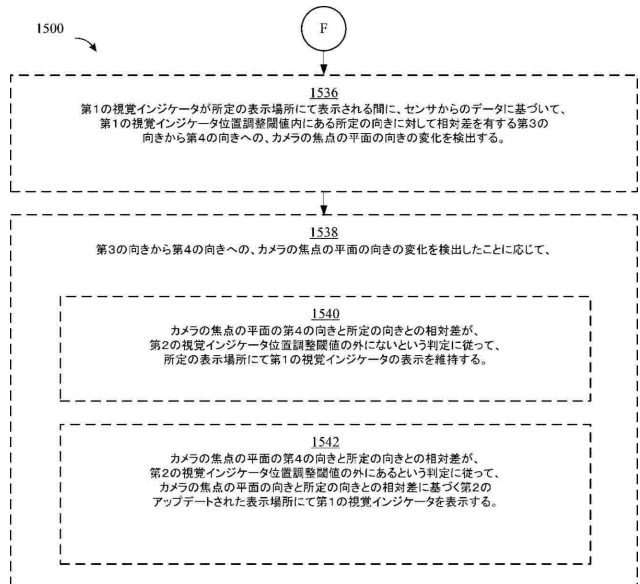 F
1500
1536
第1の視覚インジケータが所定の表示場所にて表示される間に、センサからのデータに基づいて、
第1の視覚インジケータ位置調整閾値内にある所定の向きに対して相対差を有する第3の
向きから第4の向きへの、カメラの焦点の平面の向きの変化を検出する。
1538
第3の向きから第4の向きへの、カメラの焦点の平面の向きの変化を検出したことに応じて、
1540
カメラの焦点の平面の第4の向きと所定の向きとの相対差が、
第2の視覚インジケータ位置調整閾値の外にないという判定に従って、
所定の表示場所にて第1の視覚インジケータの表示を維持する。
1542
カメラの焦点の平面の第4の向きと所定の向きとの相対差が、
第2の視覚インジケータ位置調整閾値の外にあるという判定に従って、
カメラの焦点の平面の向きと所定の向きとの相対差に基づく第2の
アップデートされた表示場所にて第1の視覚インジケータを表示する。